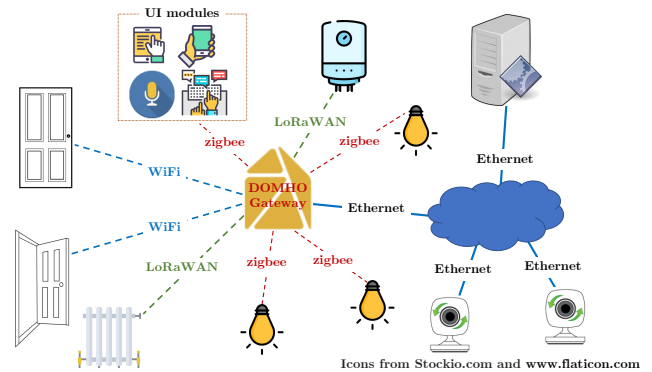 UI modules
LoRaWAN
zigbee
zigbee
Ethernet
WiFi
DOMHO
Gateway
Ethernet
WiFi
LoRaWAN
zigbee
zigbee
Ethernet
Ethernet
Icons from Stockio.com and www.flaticon.com